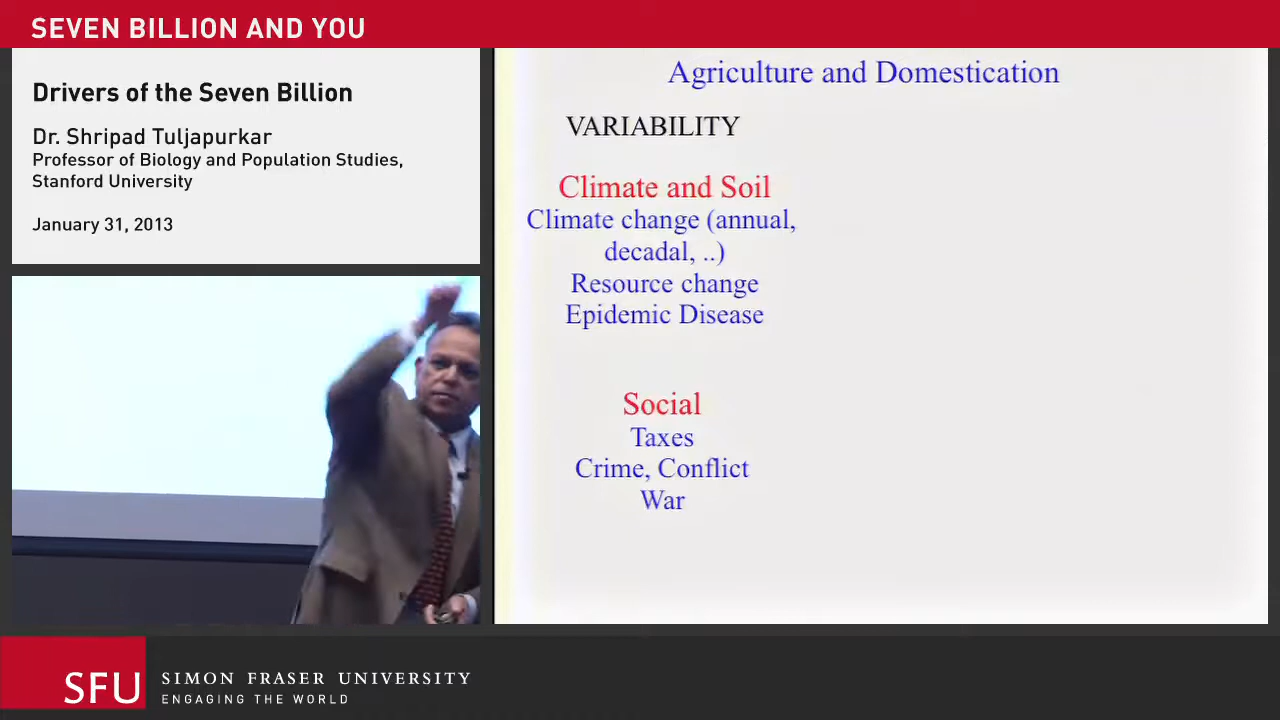 SEVEN BILLION AND YOU
Drivers of the Seven Billion
Dr. Shripad Tuljapurkar
Professor of Biology and Population Studies,
Stanford University
January 31, 2013
Agriculture and Domestication
VARIABILITY
Climate and Soil
Climate change (annual,
decadal, ..)
Resource change
Epidemic Disease
Social
Taxes
Crime, Conflict
War
SFU
SIMON FRASER UNIVERSITY
ENGAGING THE WORLD